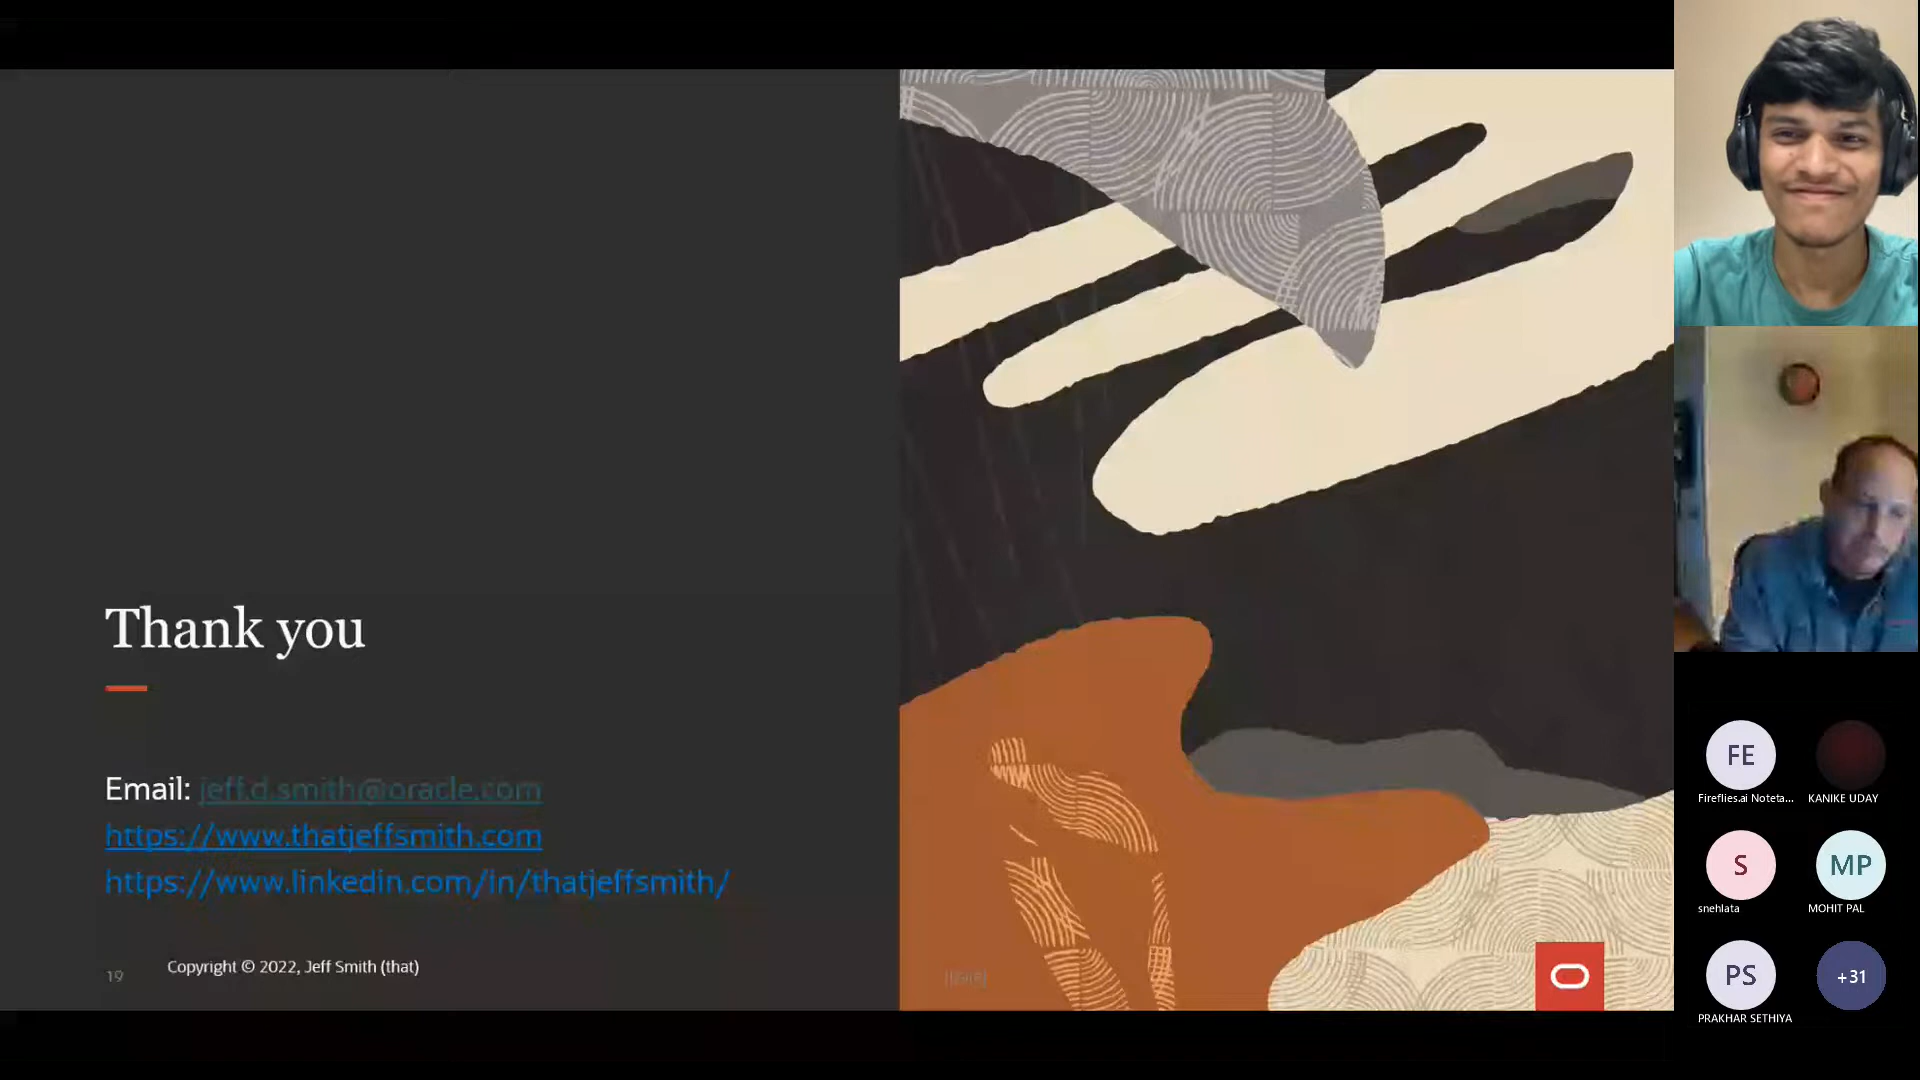 Thank you
Email: jeff.d.smith@oracle.com
https://www.thatjeffsmith.com
https://www.linkedin.com/in/thatjeffsmith/
19
Copyright © 2022, Jeff Smith (that)
FE
Fireflies.ai Noteta...
KANIKE UDAY
S
snehlata
MP
MOHIT PAL
PS
PRAKHAR SETHIYA
+31